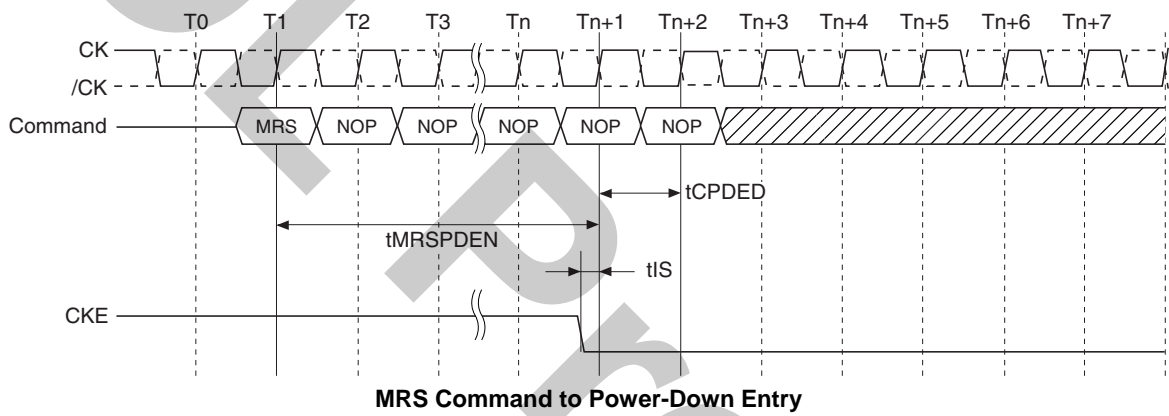 T0 T1 T2 T3 Tn Tn+1 Tn+2 Tn+3 Tn+4 Tn+5 Tn+6 Tn+7
CK
/CK
Command MRS NOP NOP NOP NOP NOP
tCPDED
tMRSPDEN
tIS
CKE
MRS Command to Power-Down Entry